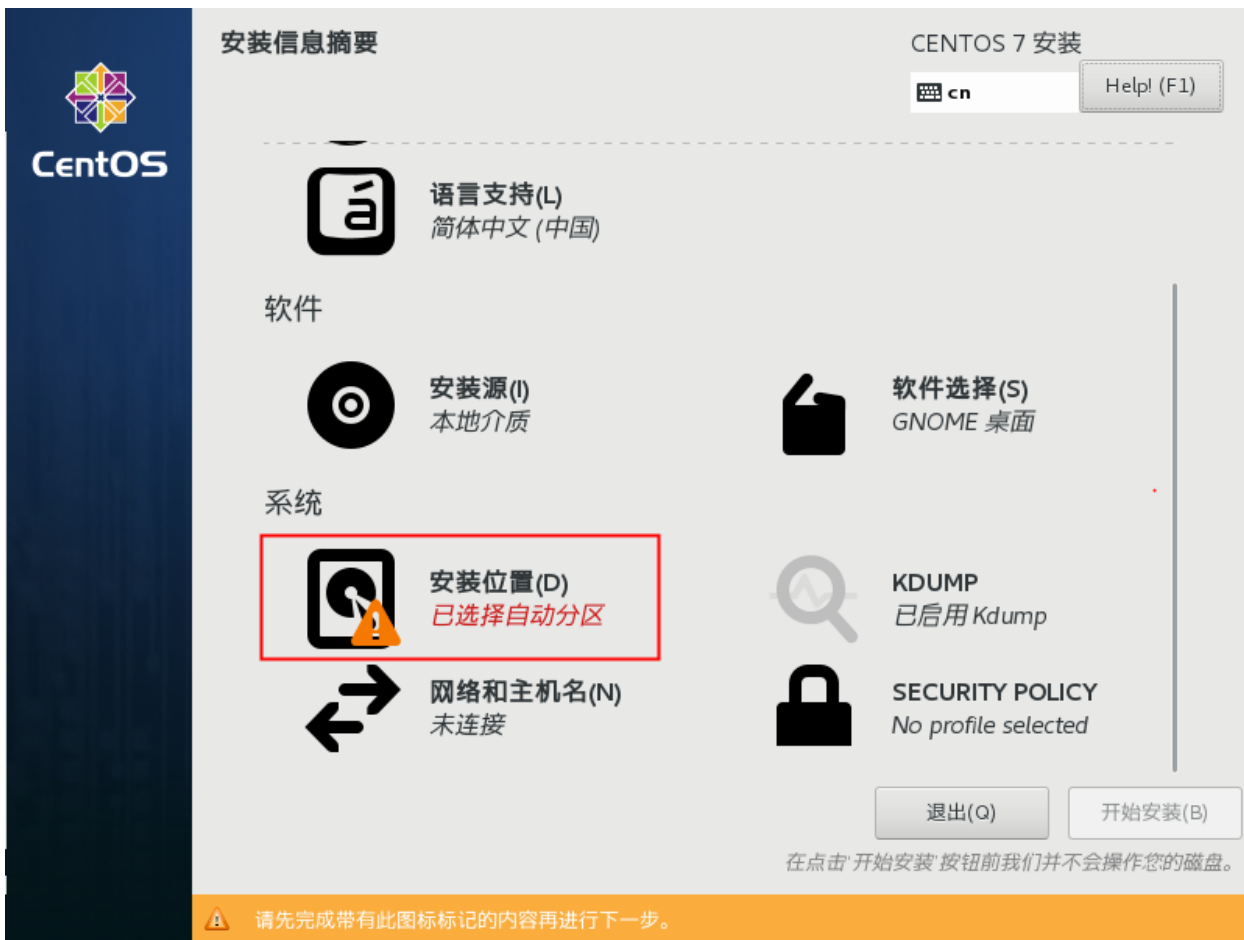 安装信息摘要
CENTOS 7 安装
cn
Help! (F1)
CentOS
á
语言支持(L)
简体中文 (中国)
软件
安装源(I)
本地介质
软件选择(S)
GNOME 桌面
系统
安装位置(D)
已选择自动分区
KDUMP
已启用 Kdump
网络和主机名(N)
未连接
SECURITY POLICY
No profile selected
退出(Q)
开始安装(B)
在点击'开始安装'按钮前我们并不会操作您的磁盘。
请先完成带有此图标标记的内容再进行下一步。